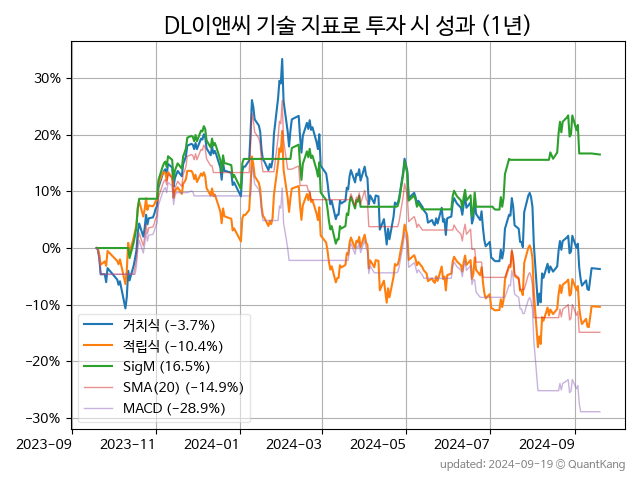 DL이앤씨 기술 지표로 투자 시 성과 (1년)
30%
20%
10%
0%
−10%
−20%
−30%
거치식 (−3.7%)
적립식 (−10.4%)
SigM (16.5%)
SMA(20) (−14.9%)
MACD (−28.9%)
2023-09 2023-11 2024-01 2024-03 2024-05 2024-07 2024-09
updated: 2024-09-19 © QuantKang